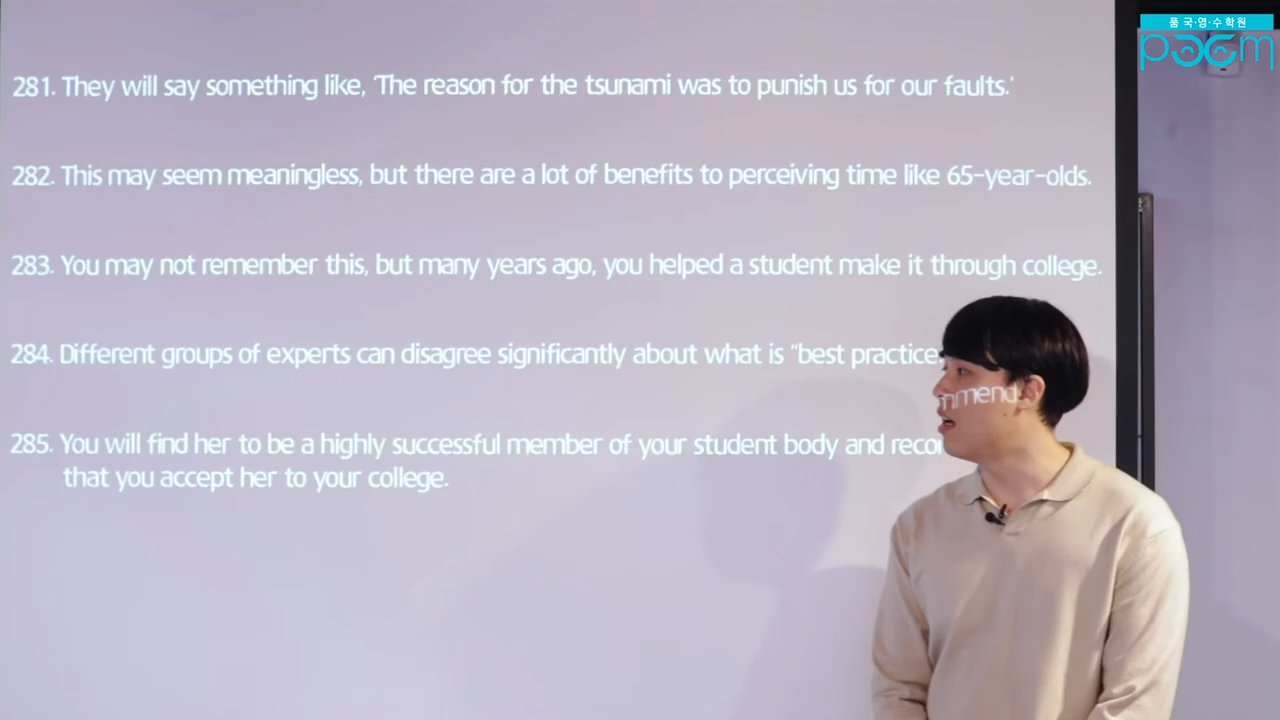 품 국·영·수학원
poem
281. They will say something like, 'The reason for the tsunami was to punish us for our faults.'
282. This may seem meaningless, but there are a lot of benefits to perceiving time like 65-year-olds.
283. You may not remember this, but many years ago, you helped a student make it through college.
284. Different groups of experts can disagree significantly about what is "best practice
285. You will find her to be a highly successful member of your student body and recommend
that you accept her to your college.